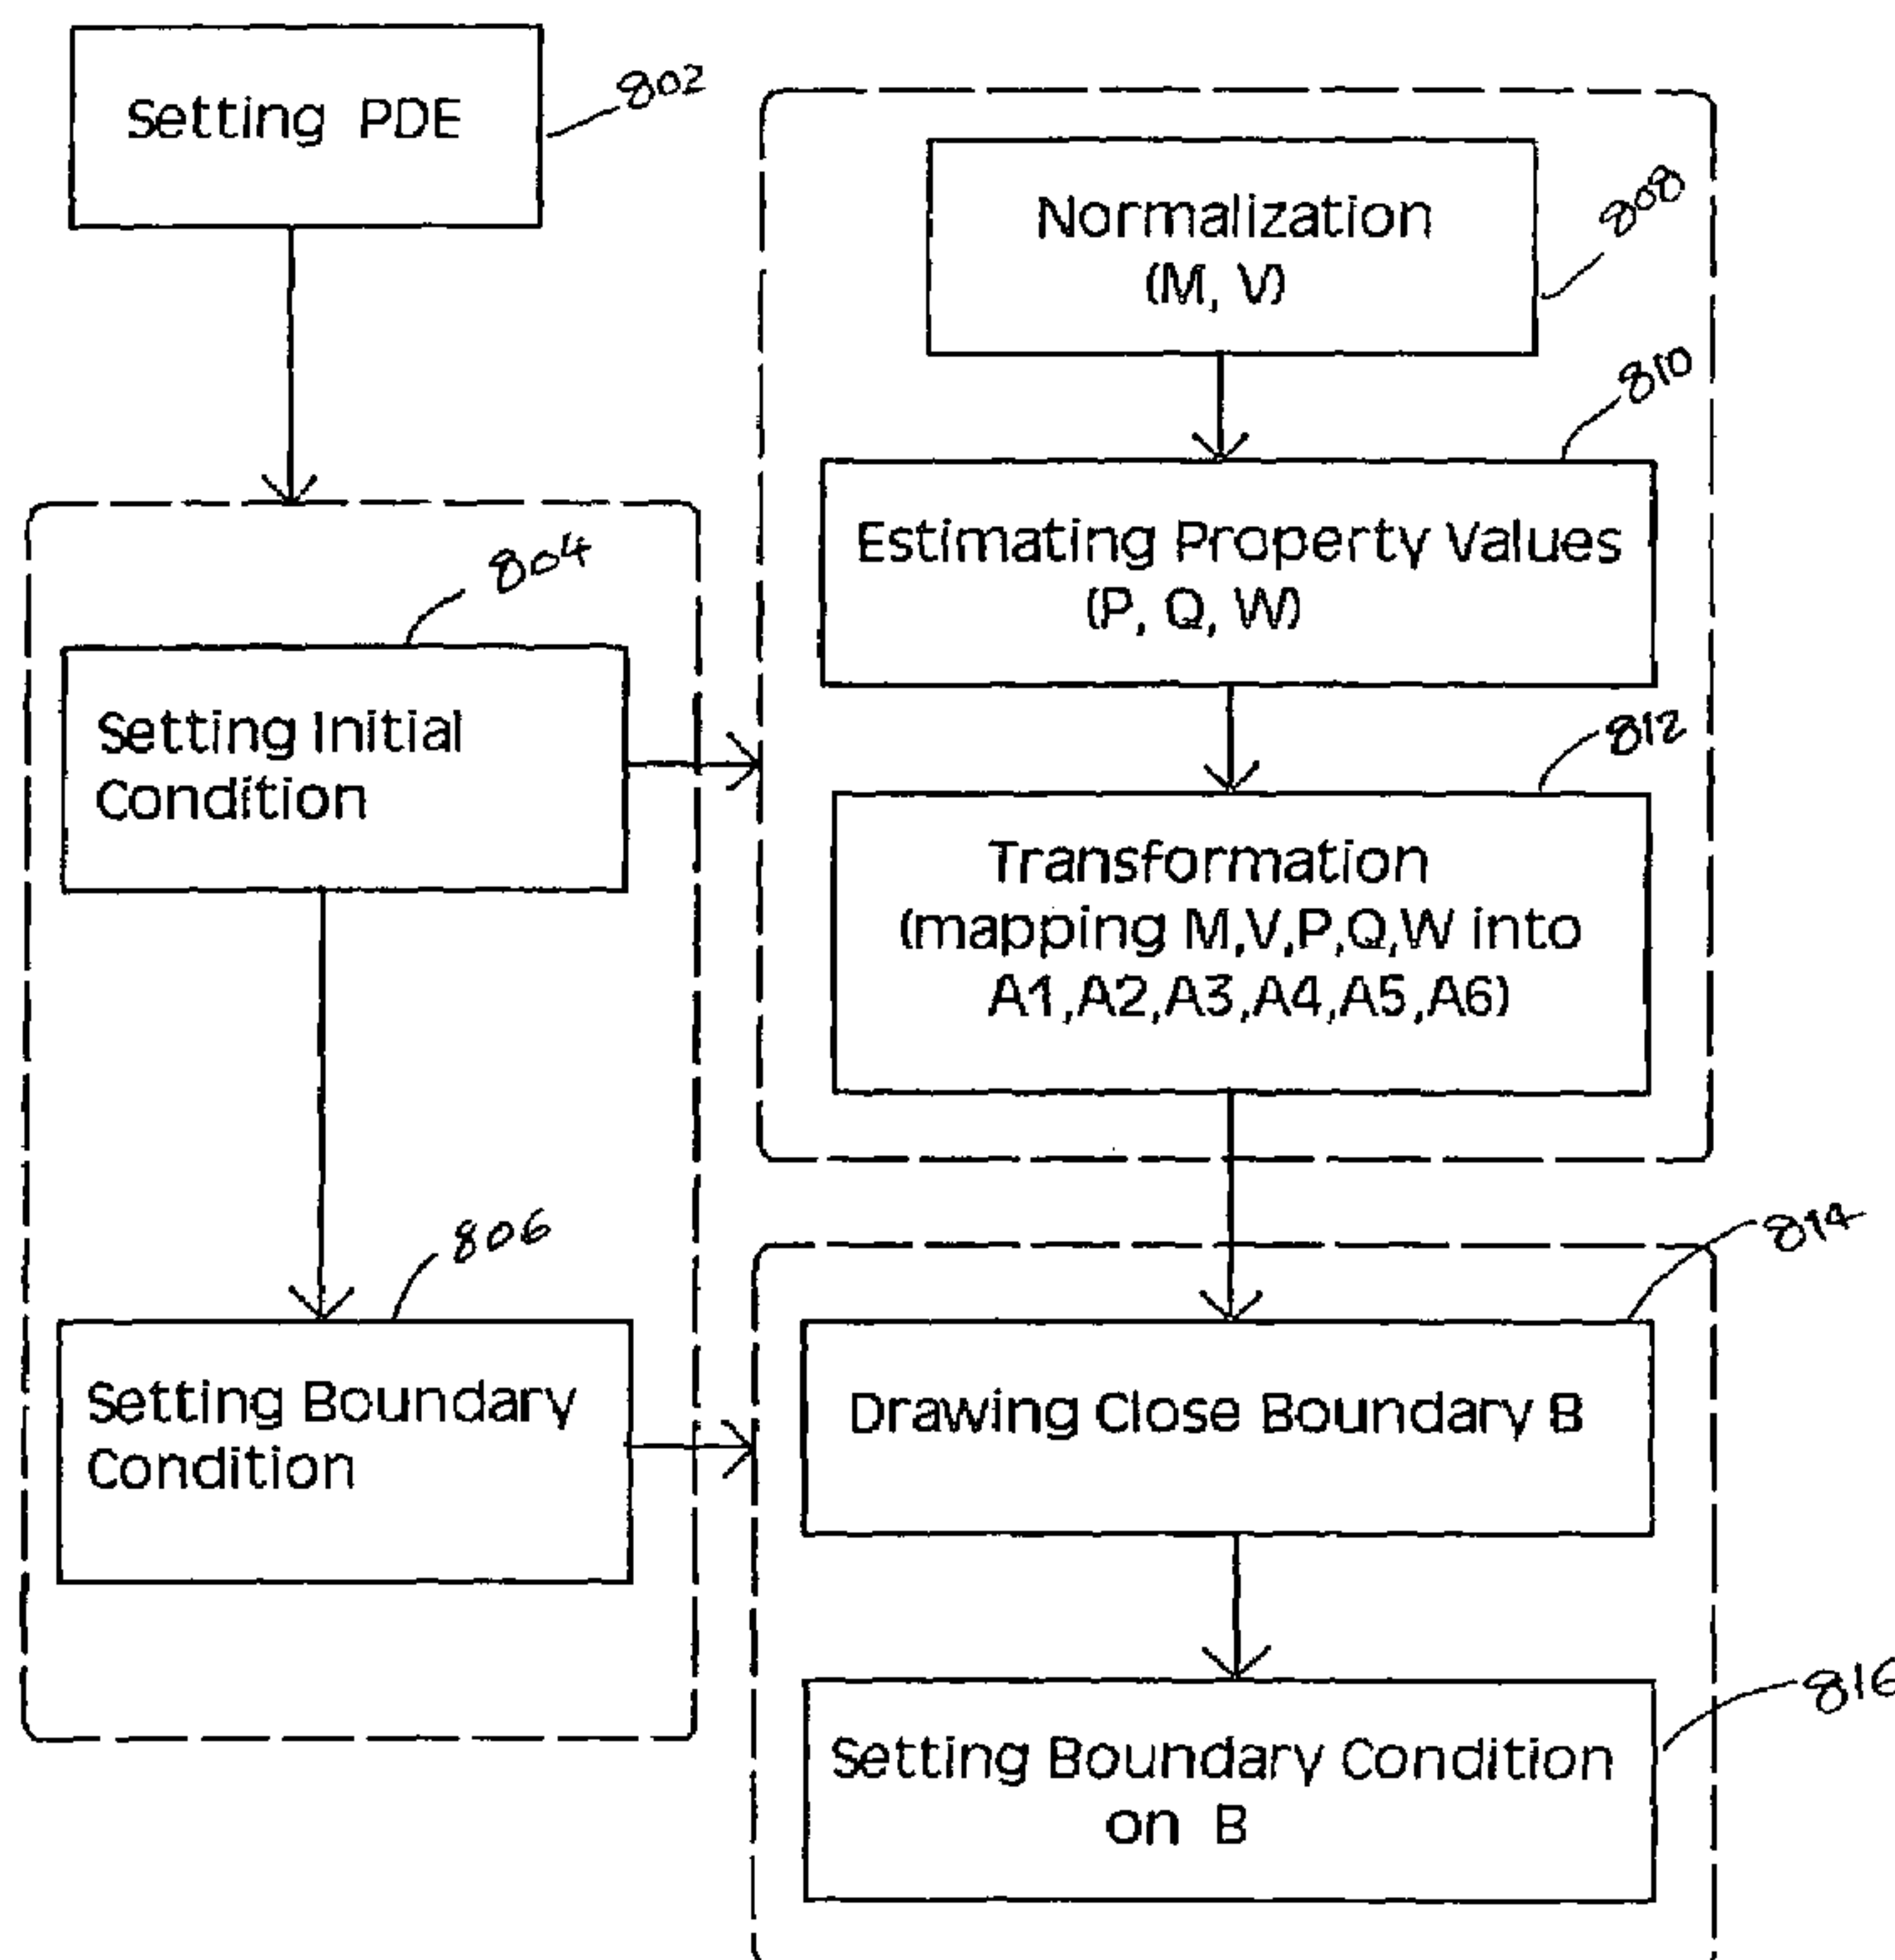 Setting PDE
802
Normalization
(M, V)
808
Estimating Property Values
(P, Q, W)
810
Setting Initial
Condition
804
Transformation
(mapping M,V,P,Q,W into
A1,A2,A3,A4,A5,A6)
812
Setting Boundary
Condition
806
Drawing Close Boundary B
814
Setting Boundary Condition
on B
816